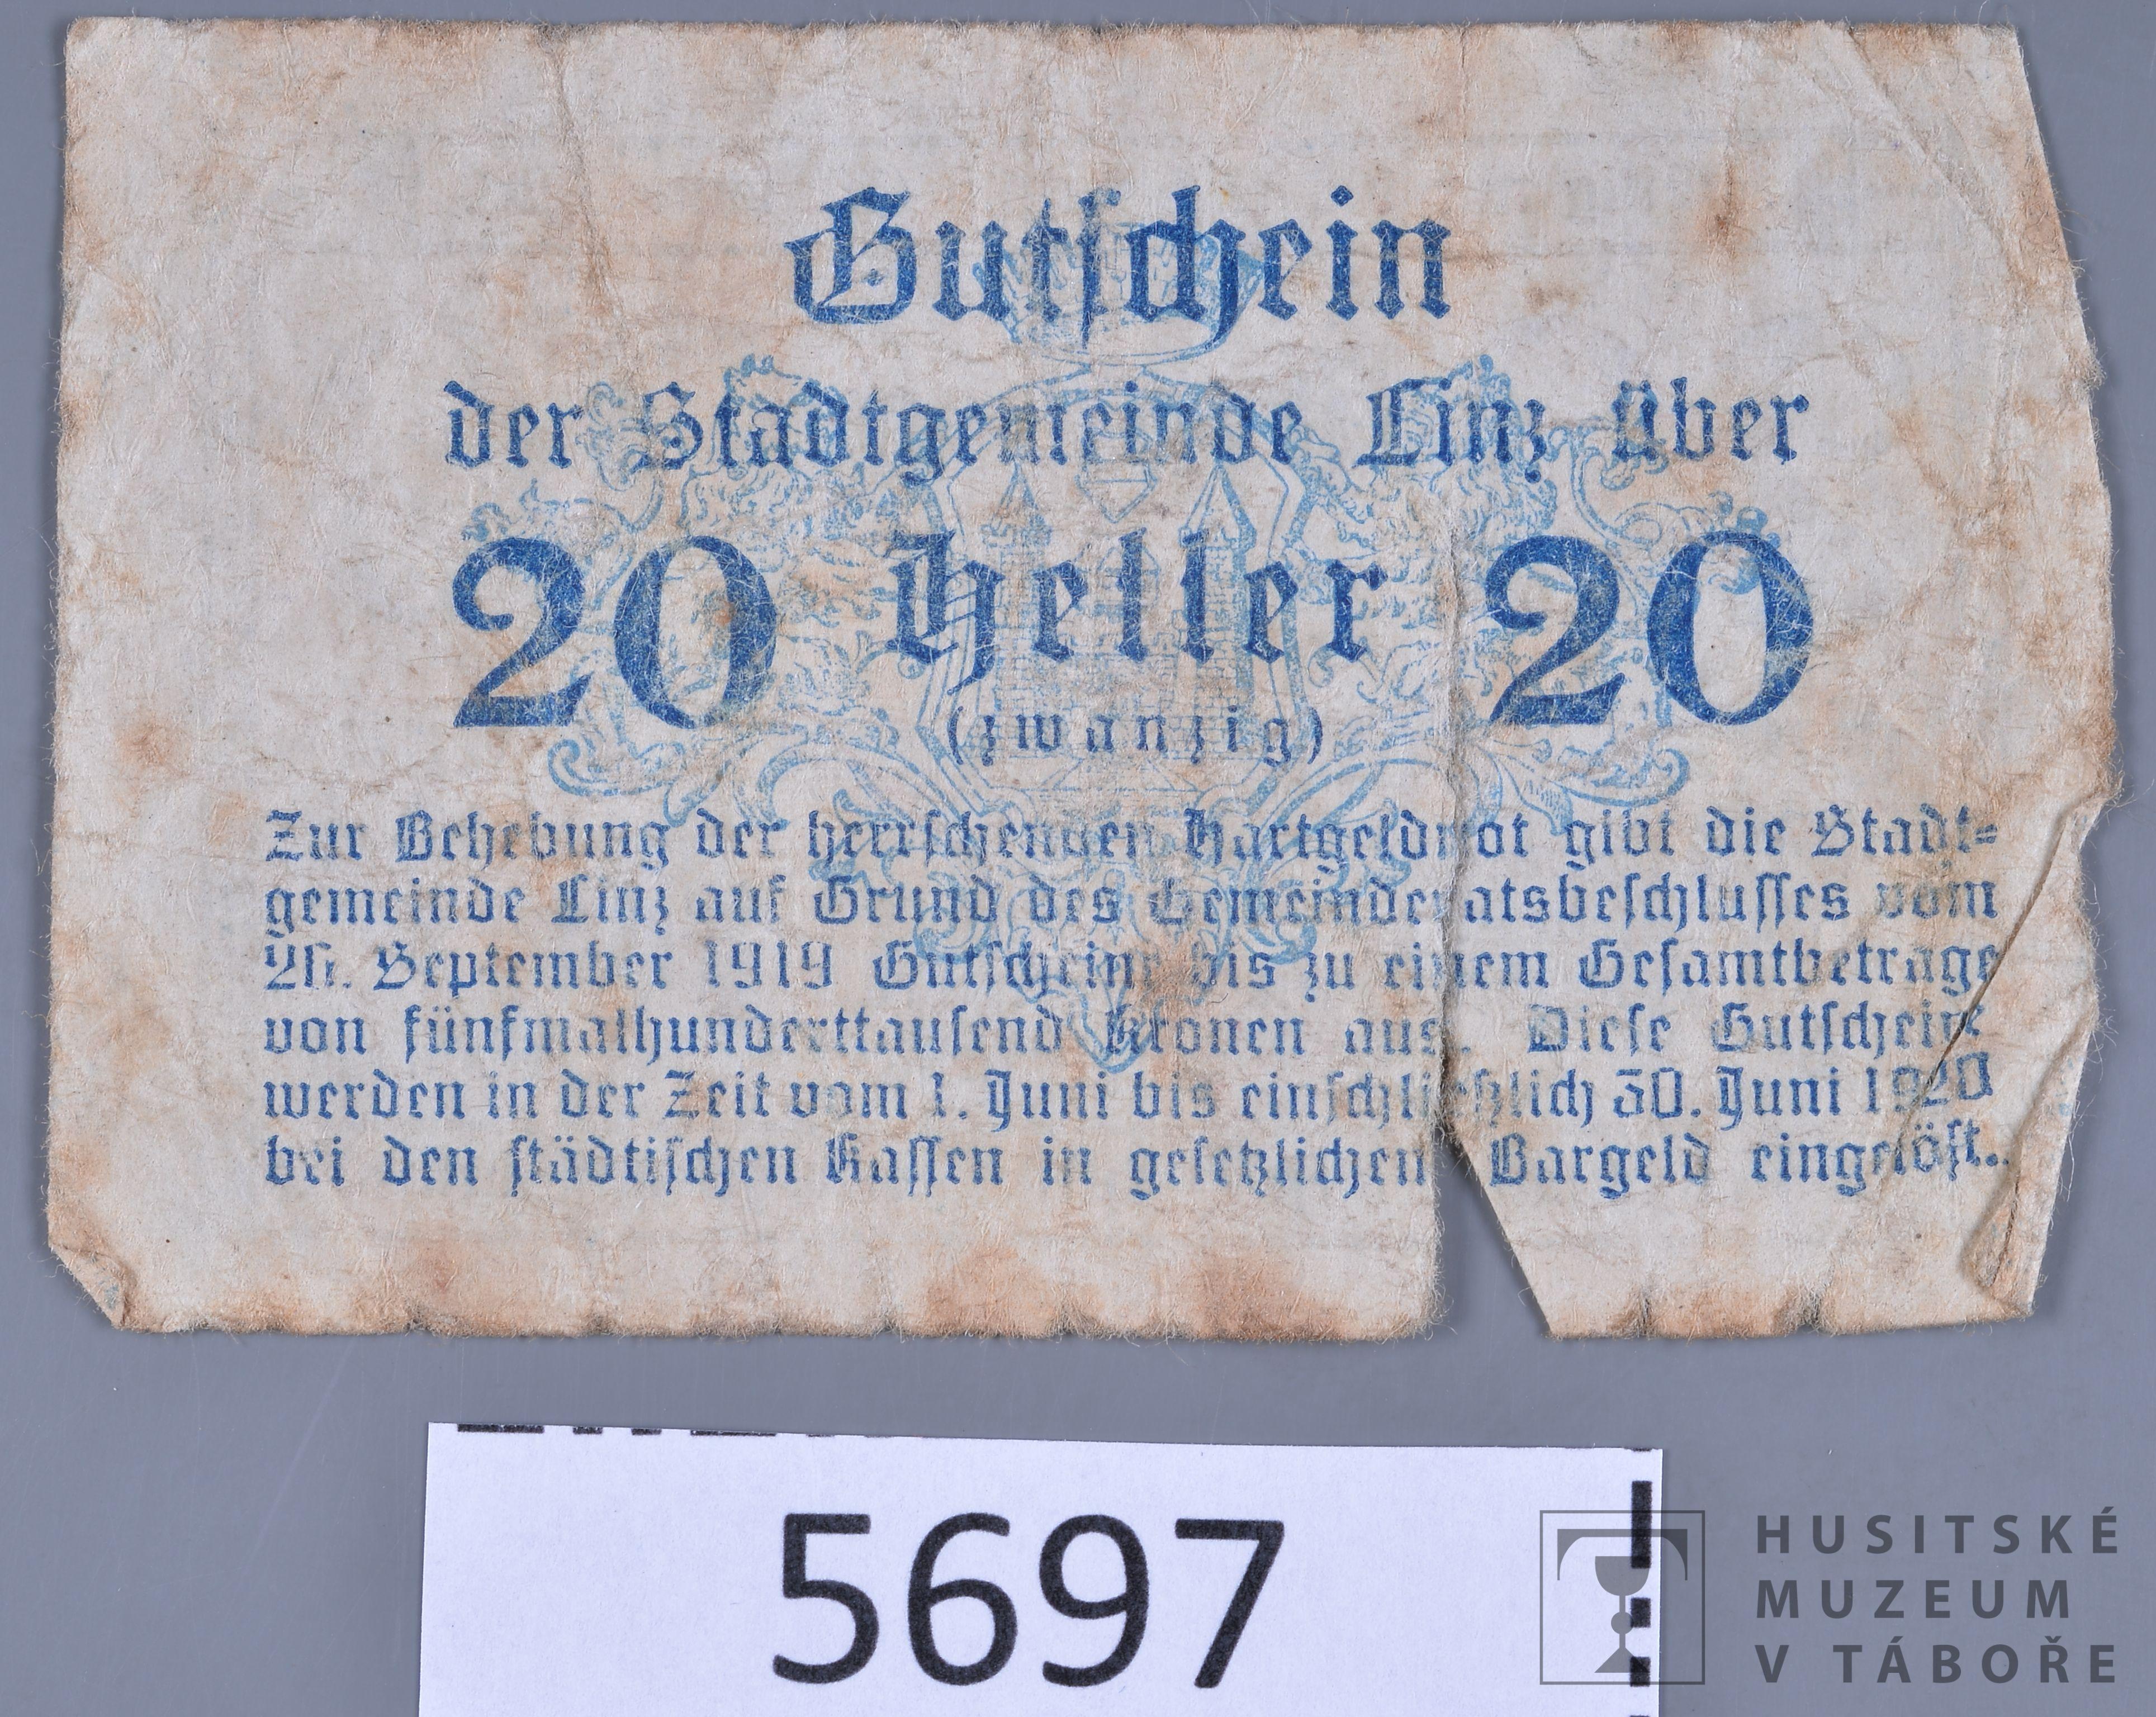 Gutschein
der Stadtgemeinde Linz über
20 Heller 20
(zwanzig)
Zur Behebung der herrschenden Hartgeldnot gibt die Stadt=
gemeinde Linz auf Grund des Gemeinderatsbeschlusses vom
September 1919 Gutscheine bis zu einem Gesamtbetrage
von fünfmalhunderttausend Kronen aus. Diese Gutscheine
werden in der Zeit vom 1. Juni bis einschließlich 30. Juni 1920
bei den städtischen Kassen in gesetzlichen Bargeld eingelöst.
5697
HUSITSKÉ
MUZEUM
V TÁBOŘE